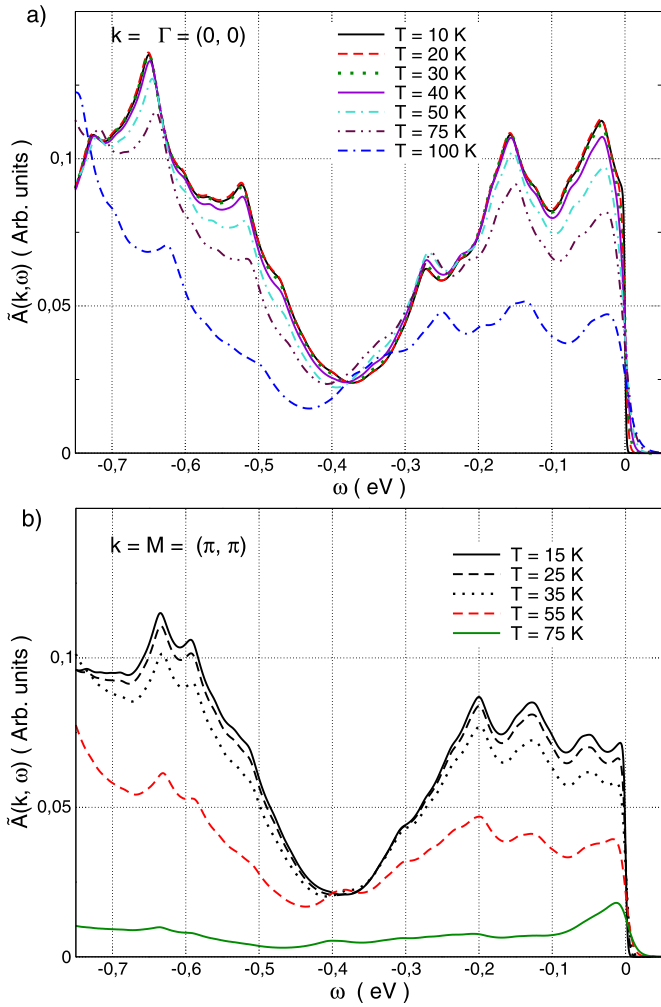 a)
k = Γ = (0, 0)
T = 10 K
T = 20 K
T = 30 K
T = 40 K
T = 50 K
T = 75 K
T = 100 K
0,1
0,05
0
Ã(k,ω) ( Arb. units )
-0,7 -0,6 -0,5 -0,4 -0,3 -0,2 -0,1 0
ω ( eV )
b)
k = M = (π, π)
T = 15 K
T = 25 K
T = 35 K
T = 55 K
T = 75 K
0,1
0,05
0
Ã(k, ω) ( Arb. units )
-0,7 -0,6 -0,5 -0,4 -0,3 -0,2 -0,1 0
ω ( eV )